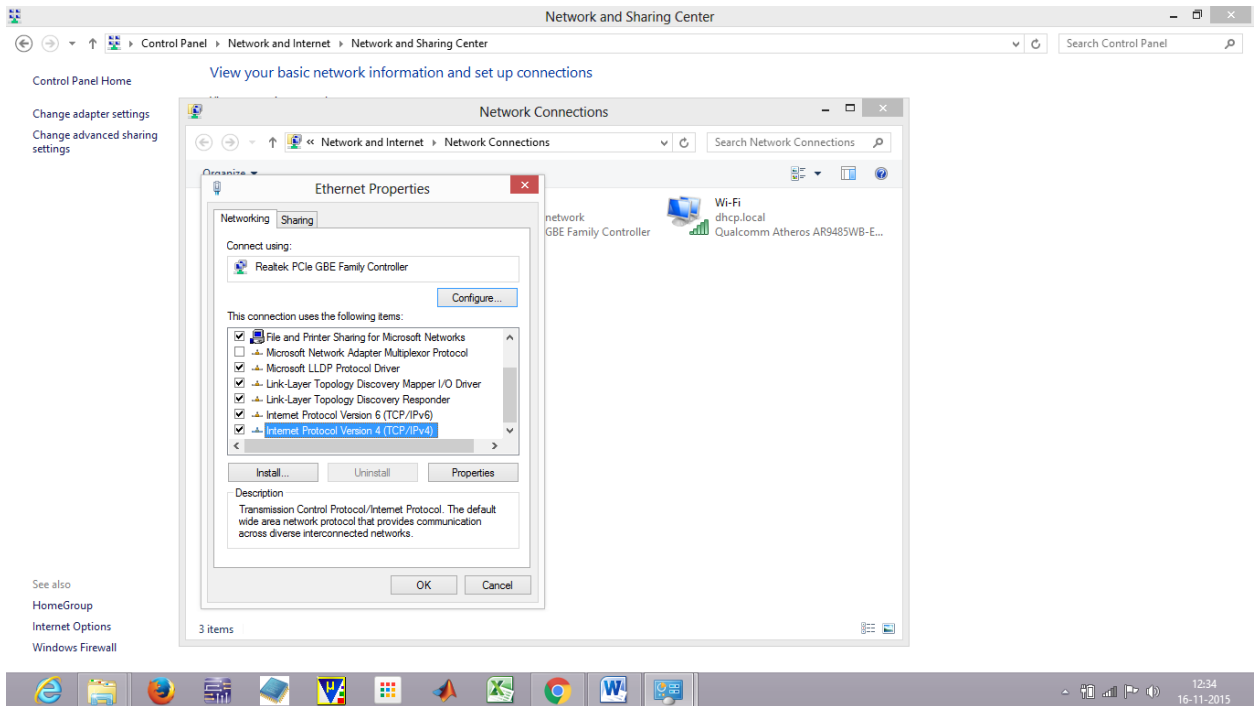 Network and Sharing Center
Control Panel Network and Internet Network and Sharing Center
Search Control Panel
Control Panel Home
View your basic network information and set up connections
Change adapter settings
Change advanced sharing
settings
Network Connections
« Network and Internet Network Connections
Search Network Connections
Organize
Ethernet Properties
Networking
Sharing
Connect using:
Realtek PCIe GBE Family Controller
Configure...
This connection uses the following items:
File and Printer Sharing for Microsoft Networks
Microsoft Network Adapter Multiplexor Protocol
Microsoft LLDP Protocol Driver
Link-Layer Topology Discovery Mapper I/O Driver
Link-Layer Topology Discovery Responder
Internet Protocol Version 6 (TCP/IPv6)
Internet Protocol Version 4 (TCP/IPv4)
Install...
Uninstall
Properties
Description
Transmission Control Protocol/Internet Protocol. The default
wide area network protocol that provides communication
across diverse interconnected networks.
OK
Cancel
network
GBE Family Controller
Wi-Fi
dhcp.local
Qualcomm Atheros AR9485WB-E...
See also
HomeGroup
Internet Options
Windows Firewall
3 items
12:34
16-11-2015